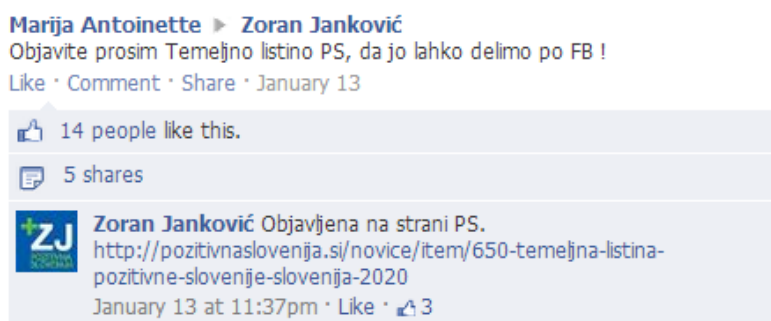 Marija Antoinette ▶ Zoran Janković
Objavite prosim Temeljno listino PS, da jo lahko delimo po FB !
Like · Comment · Share · January 13
14 people like this.
5 shares
+ZJ
POZITIVNA
SLOVENIJA
Zoran Janković Objavljena na strani PS.
http://pozitivnaslovenija.si/novice/item/650-temeljna-listina-
pozitivne-slovenije-slovenija-2020
January 13 at 11:37pm · Like · 3